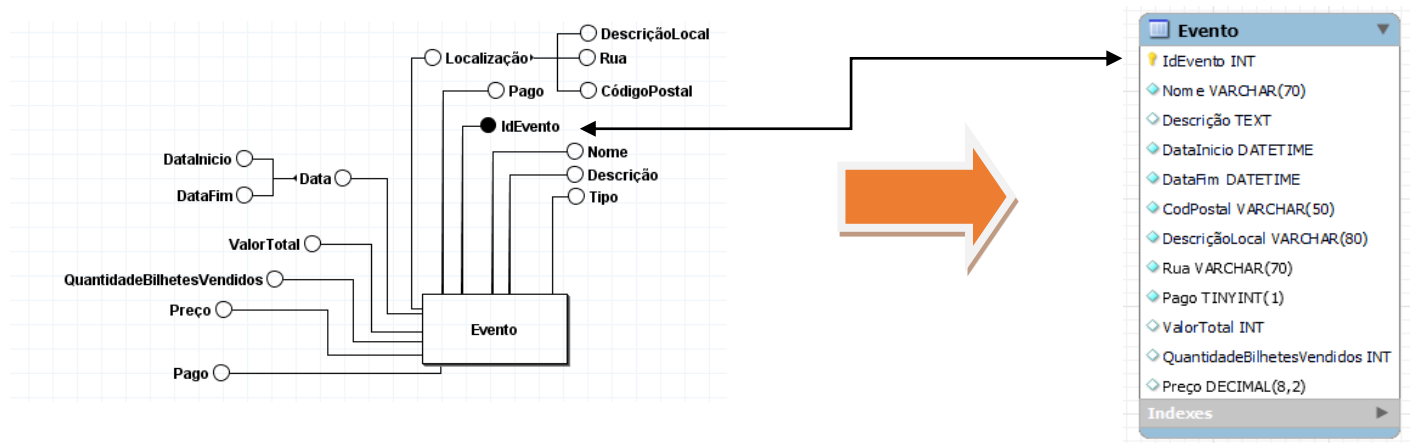 DescriçãoLocal
Localização
Rua
Pago
CódigoPostal
IdEvento
DataInicio
Nome
Data
Descrição
DataFim
Tipo
ValorTotal
QuantidadeBilhetesVendidos
Preço
Evento
Pago
Evento
IdEvento INT
Nome VARCHAR(70)
Descrição TEXT
DataInicio DATETIME
DataFim DATETIME
CodPostal VARCHAR(50)
DescriçãoLocal VARCHAR(80)
Rua VARCHAR(70)
Pago TINYINT(1)
ValorTotal INT
QuantidadeBilhetesVendidos INT
Preço DECIMAL(8,2)
Indexes